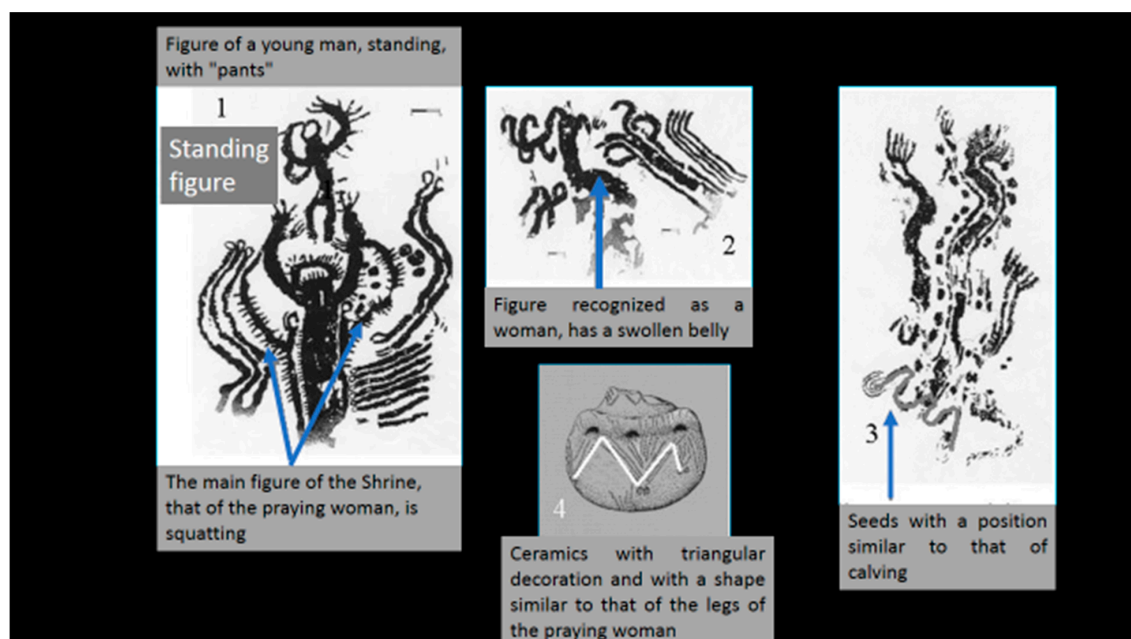 Figure of a young man, standing,
with "pants"
1
Standing
figure
The main figure of the Shrine,
that of the praying woman, is
squatting
2
Figure recognized as a
woman, has a swollen belly
4
Ceramics with triangular
decoration and with a shape
similar to that of the legs of
the praying woman
3
Seeds with a position
similar to that of
calving